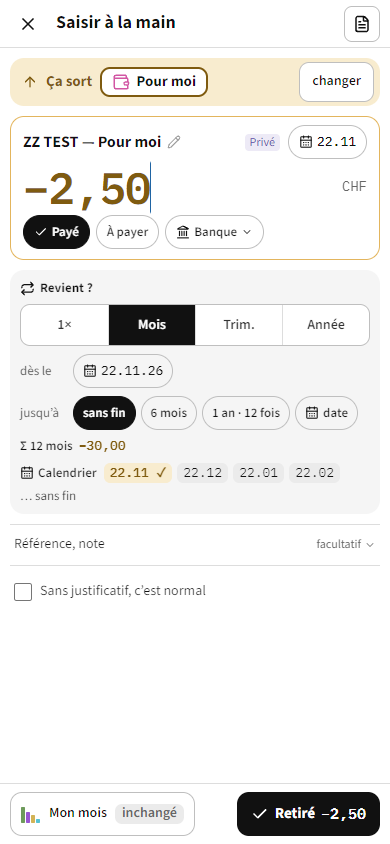 Saisir à la main
Ça sort Pour moi changer
ZZ TEST — Pour moi Privé 22.11
−2,50 CHF
Payé À payer Banque
Revient ?
1× Mois Trim. Année
dès le 22.11.26
jusqu'à sans fin 6 mois 1 an · 12 fois date
Σ 12 mois −30,00
Calendrier 22.11 ✓ 22.12 22.01 22.02
… sans fin
Référence, note facultatif
Sans justificatif, c'est normal
Mon mois inchangé Retiré −2,50